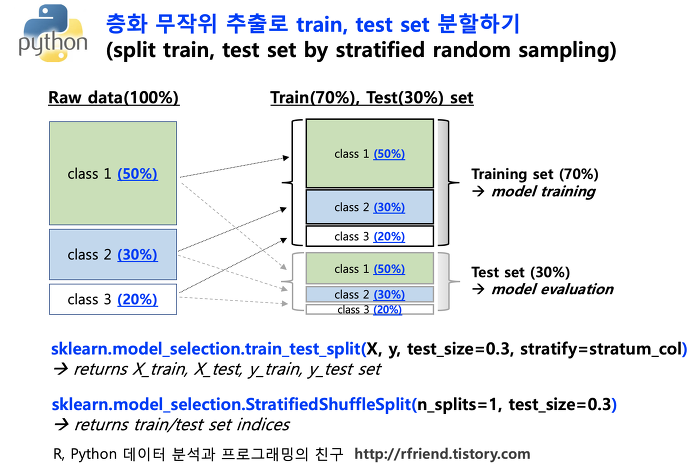 python
층화 무작위 추출로 train, test set 분할하기
(split train, test set by stratified random sampling)
Raw data(100%)
Train(70%), Test(30%) set
class 1 (50%)
class 2 (30%)
class 3 (20%)
class 1 (50%)
class 2 (30%)
class 3 (20%)
Training set (70%)
→ model training
class 1 (50%)
class 2 (30%)
class 3 (20%)
Test set (30%)
→ model evaluation
sklearn.model_selection.train_test_split(X, y, test_size=0.3, stratify=stratum_col)
→ returns X_train, X_test, y_train, y_test set
sklearn.model_selection.StratifiedShuffleSplit(n_splits=1, test_size=0.3)
→ returns train/test set indices
R, Python 데이터 분석과 프로그래밍의 친구 http://rfriend.tistory.com